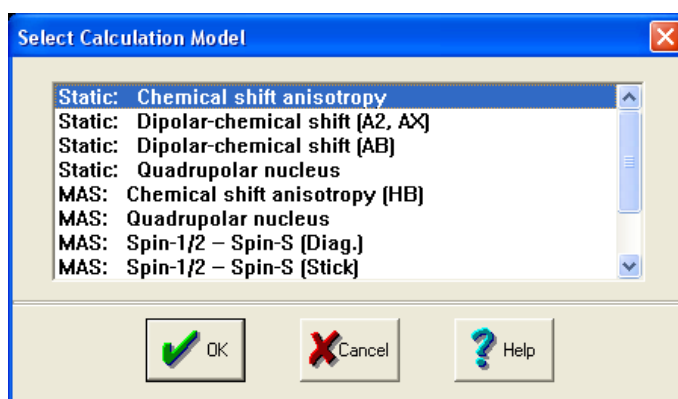 Select Calculation Model
Static: Chemical shift anisotropy
Static: Dipolar-chemical shift (A2, AX)
Static: Dipolar-chemical shift (AB)
Static: Quadrupolar nucleus
MAS: Chemical shift anisotropy (HB)
MAS: Quadrupolar nucleus
MAS: Spin-1/2 – Spin-S (Diag.)
MAS: Spin-1/2 – Spin-S (Stick)
OK Cancel Help